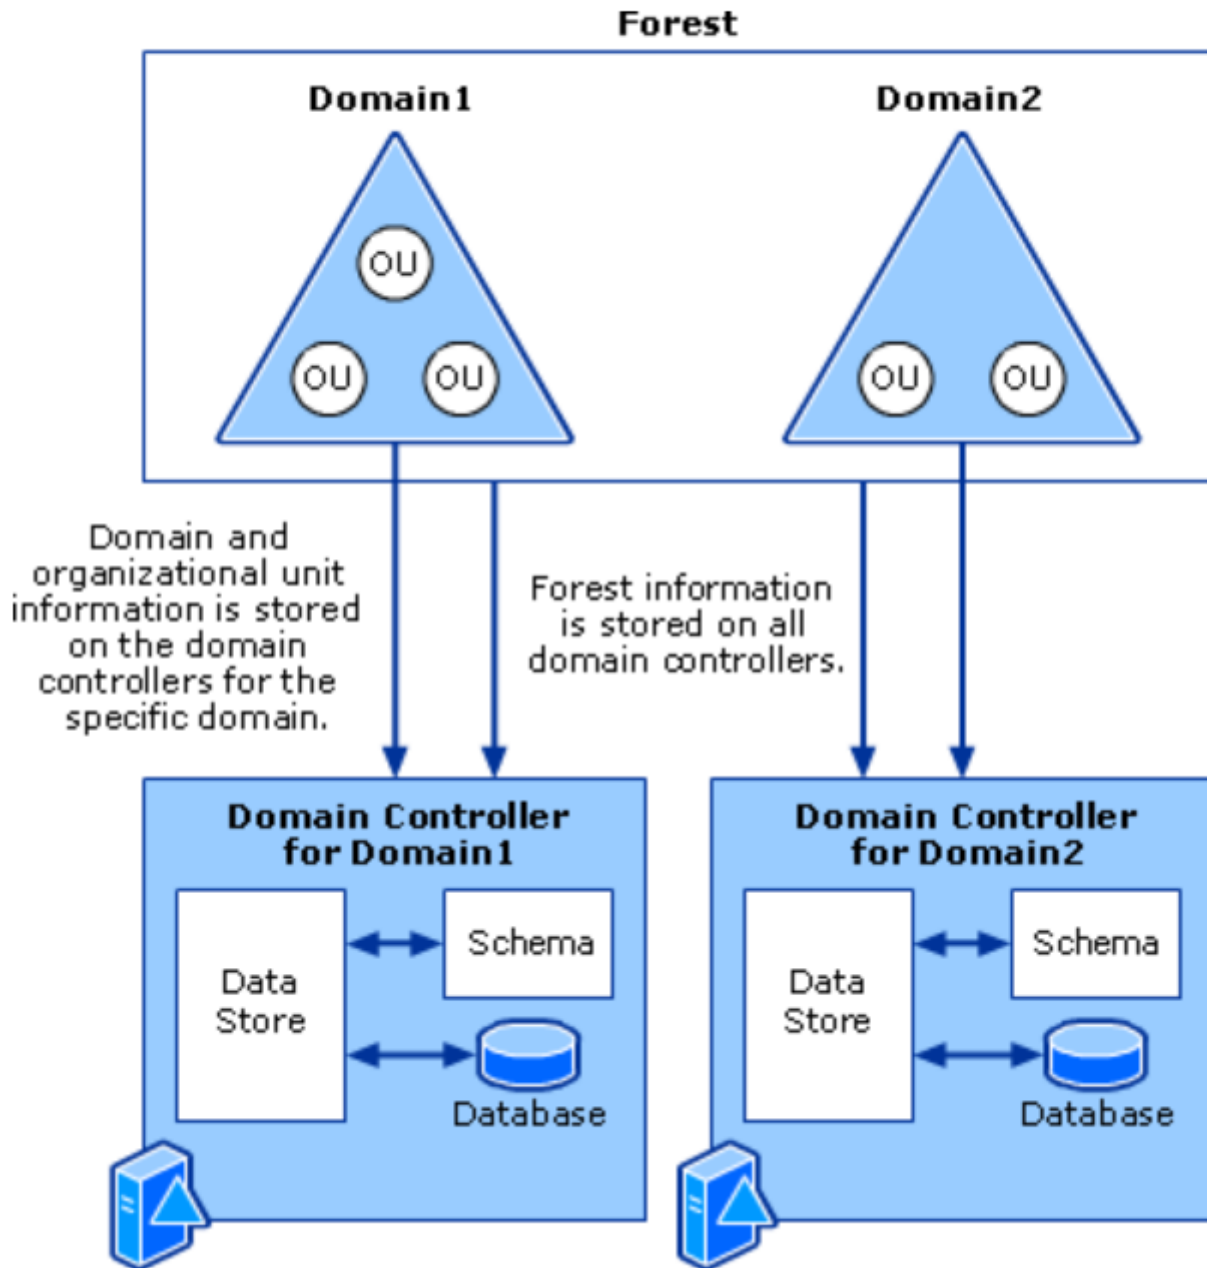 Forest
Domain1
Domain2
OU
OU
OU
OU
OU
Domain and
organizational unit
information is stored
on the domain
controllers for the
specific domain.
Forest information
is stored on all
domain controllers.
Domain Controller
for Domain1
Data
Store
Schema
Database
Domain Controller
for Domain2
Data
Store
Schema
Database